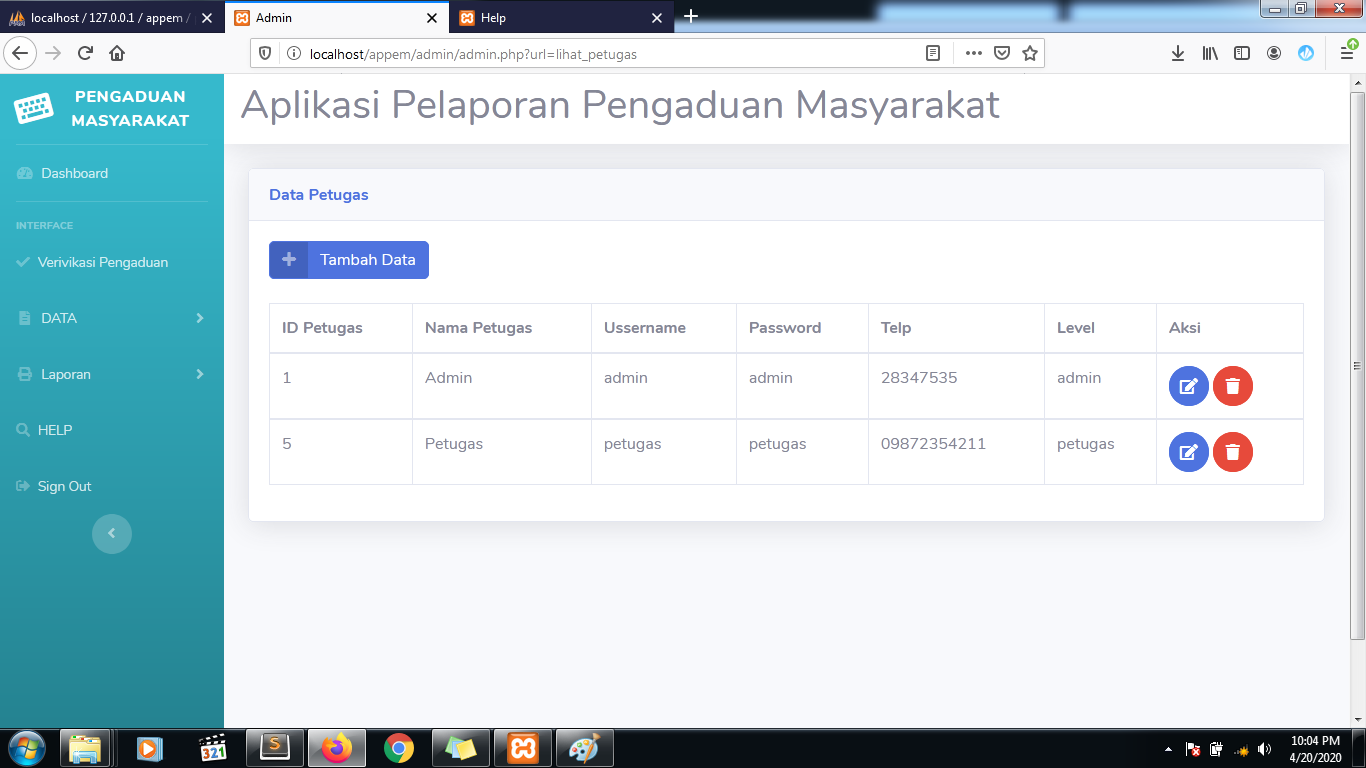 localhost / 127.0.0.1 / appem /
Admin
Help
localhost/appem/admin/admin.php?url=lihat_petugas
PENGADUAN
MASYARAKAT
Dashboard
INTERFACE
Verivikasi Pengaduan
DATA
Laporan
HELP
Sign Out
Aplikasi Pelaporan Pengaduan Masyarakat
Data Petugas
Tambah Data
ID Petugas Nama Petugas Ussername Password Telp Level Aksi
1 Admin admin admin 28347535 admin
5 Petugas petugas petugas 09872354211 petugas
321
10:04 PM
4/20/2020